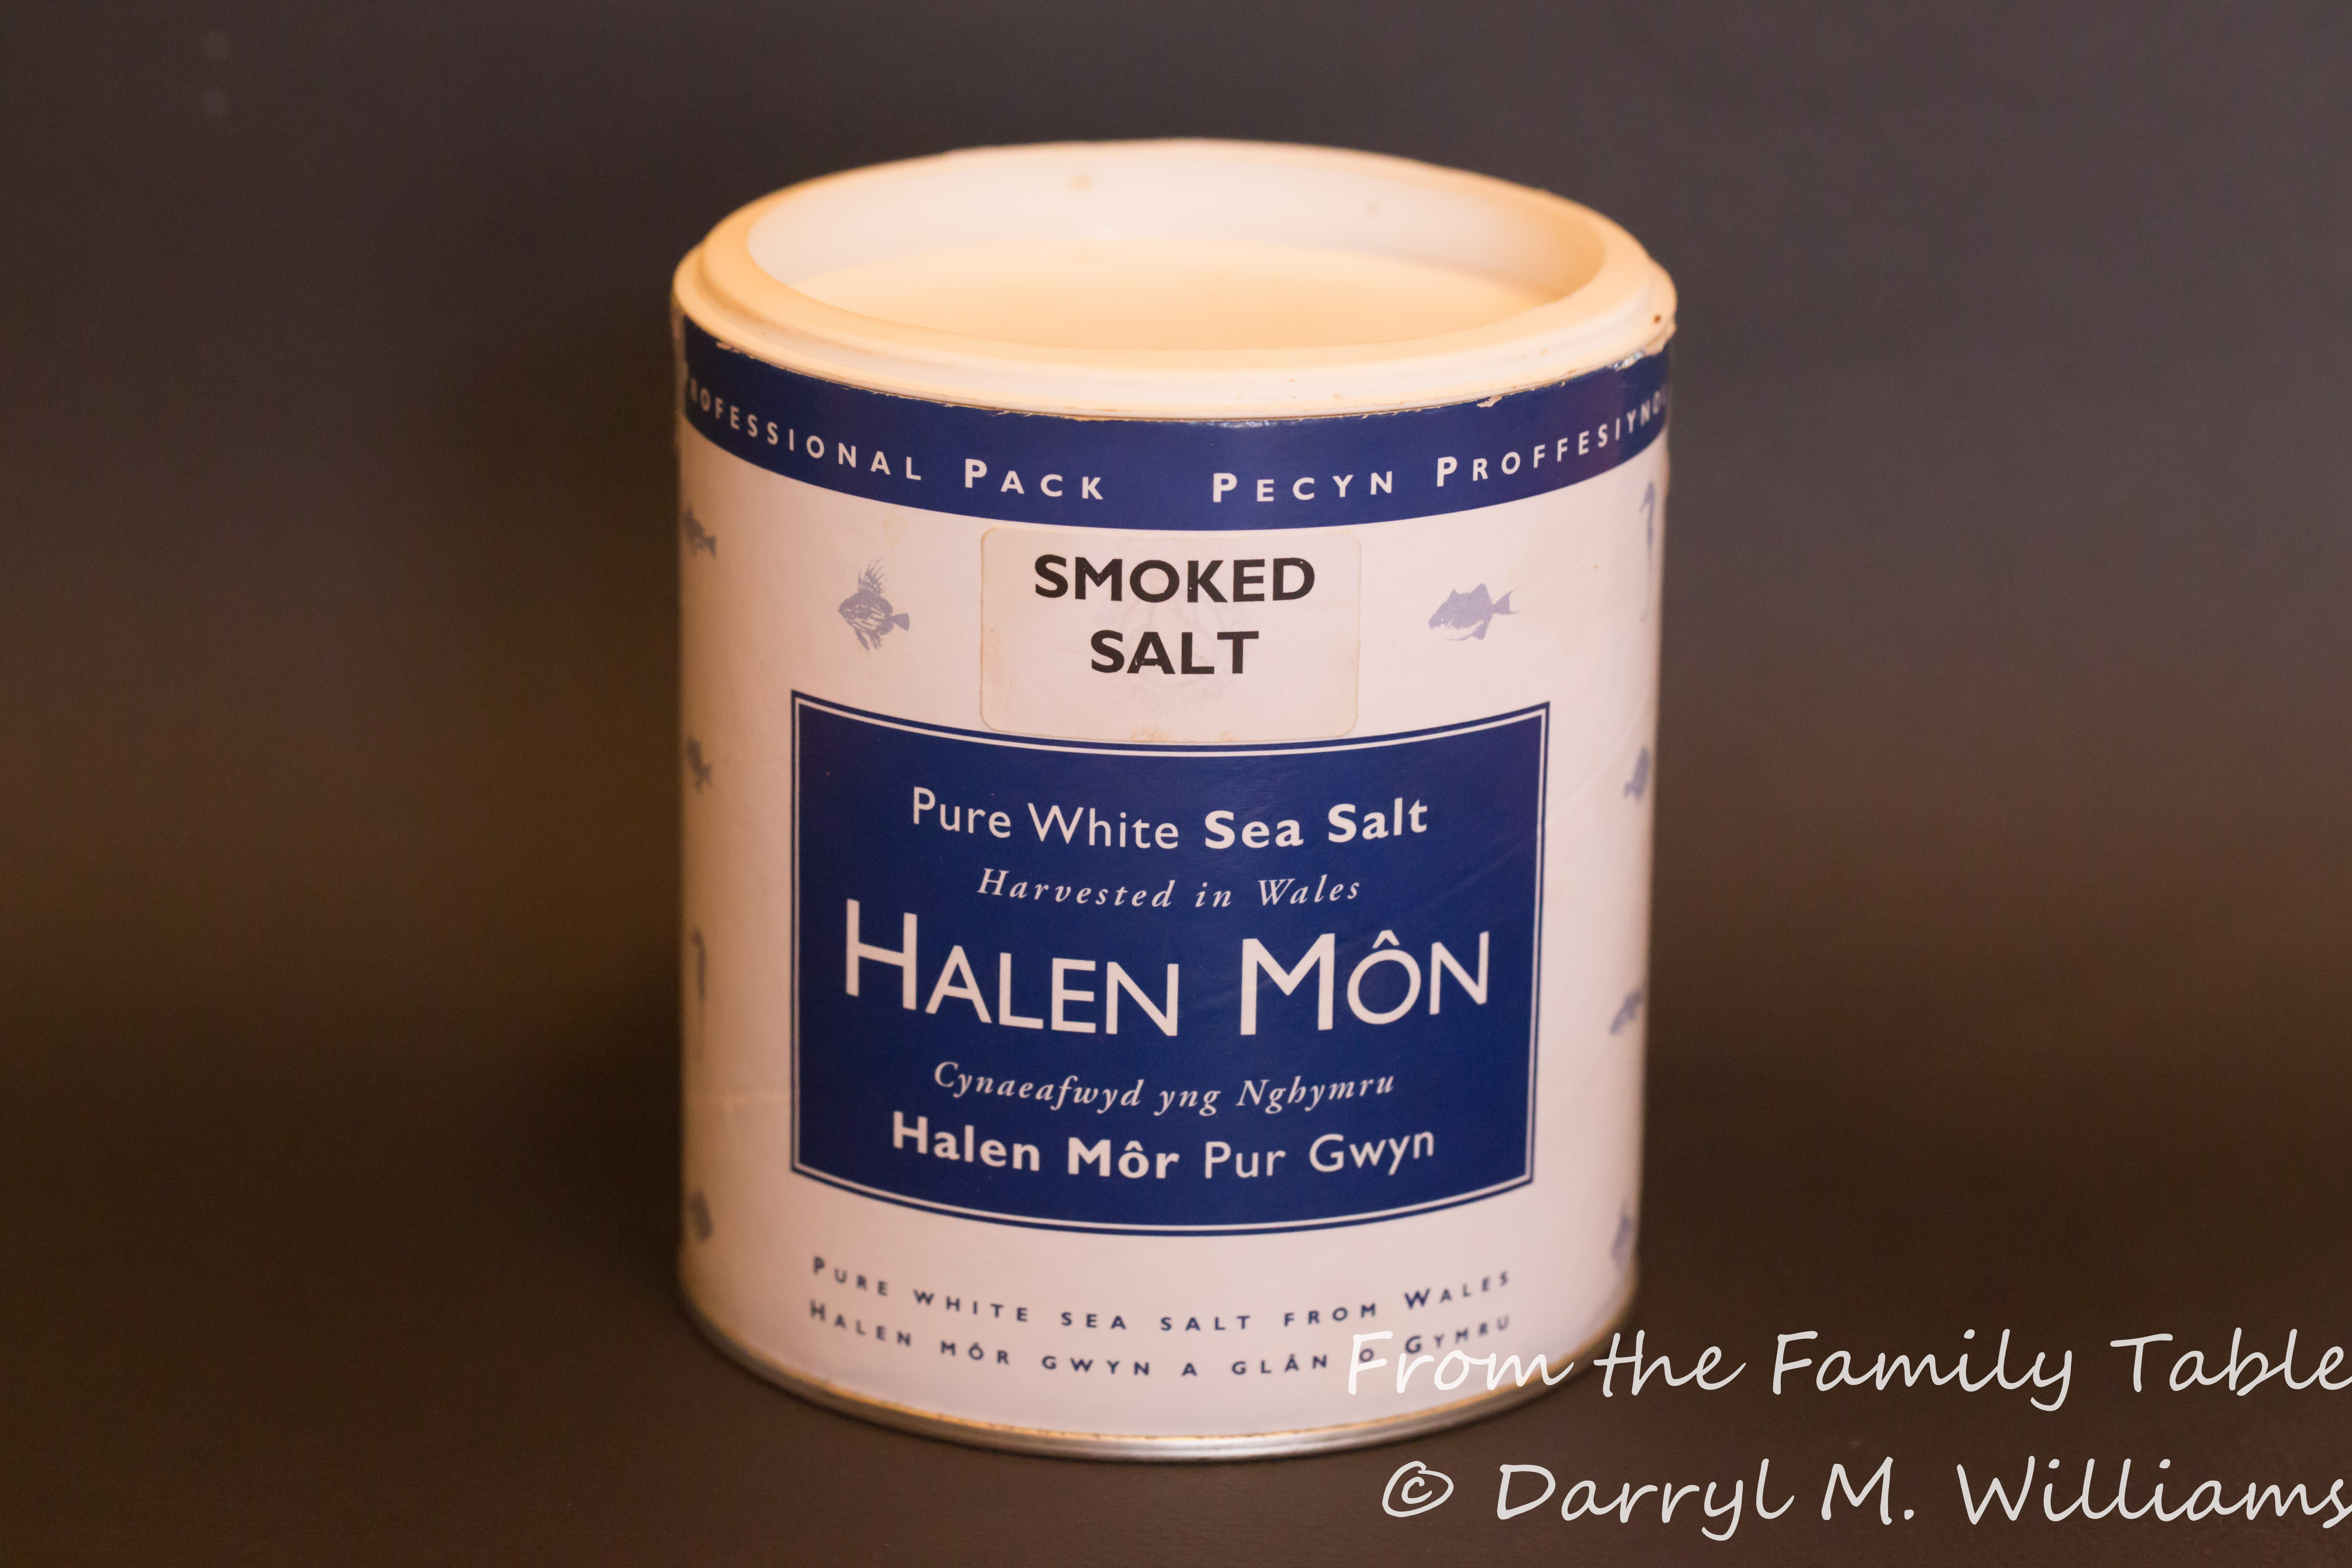 PROFESSIONAL PACK PECYN PROFFESIYNOL
SMOKED
SALT
Pure White Sea Salt
Harvested in Wales
HALEN MÔN
Cynaeafwyd yng Nghymru
Halen Môr Pur Gwyn
PURE WHITE SEA SALT FROM WALES
HALEN MÔR GWYN A GLÂN O GYMRU
From the Family Table
© Darryl M. Williams